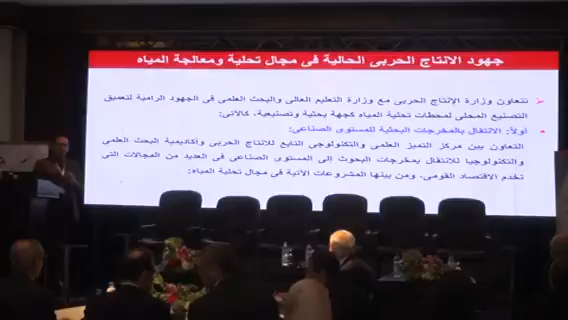 جهود الانتاج الحربى الحالية فى مجال تحلية ومعالجة المياه
تتعاون وزارة الإنتاج الحربى مع وزارة التعليم العالى والبحث العلمى فى الجهود الرامية لتعميق
التصنيع المحلى لمحطات تحلية المياه كجهة بحثية وتصنيعية، كالاتى:
أولاً: الانتقال بالمخرجات البحثية للمستوى الصناعى:
التعاون بين مركز التميز العلمى والتكنولوجى التابع للانتاج الحربى وأكاديمية البحث العلمى
والتكنولوجيا للانتقال بمخرجات البحوث إلى المستوى الصناعى فى العديد من المجالات التى
تخدم الاقتصاد القومى، ومن بينها المشروعات الآتية فى مجال تحلية المياه: